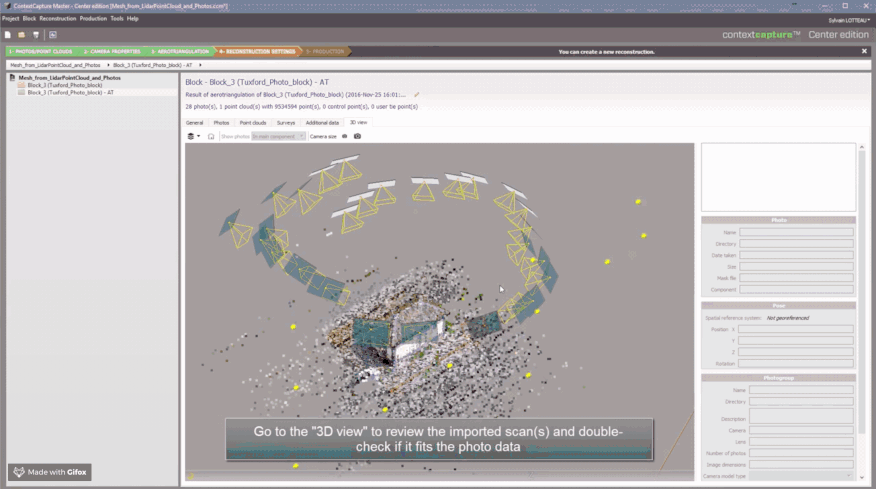 ContextCapture Master - Center edition [Mesh_from_LidarPointCloud_and_Photos.ccm*]
Project Block Reconstruction Production Tools Help
Sylvain LOTTEAU
contextcapture™ Center edition
1- PHOTOS/POINT CLOUDS 2- CAMERA PROPERTIES 3- AEROTRIANGULATION 4- RECONSTRUCTION SETTINGS 5- PRODUCTION You can create a new reconstruction.
Mesh_from_LidarPointCloud_and_Photos Block_3 (Tuxford_Photo_block) - AT
Mesh_from_LidarPointCloud_and_Photos
Block_3 (Tuxford_Photo_block)
Block_3 (Tuxford_Photo_block) - AT
Block - Block_3 (Tuxford_Photo_block) - AT
Result of aerotriangulation of Block_3 (Tuxford_Photo_block) (2016-Nov-25 16:01:...
28 photo(s), 1 point cloud(s) with 9534594 point(s), 0 control point(s), 0 user tie point(s)
General Photos Point clouds Surveys Additional data 3D view
Show photos: In main component Camera size:
Photo
Name
Directory
Date taken
Size
Mask file
Component
Pose
Spatial reference system: Not georeferenced
Position X
Y
Z
Rotation
Photogroup
Name
Directory
Description
Camera
Lens
Number of photos
Image dimensions
Camera model type
Go to the "3D view" to review the imported scan(s) and double-
check if it fits the photo data
Made with Gifox